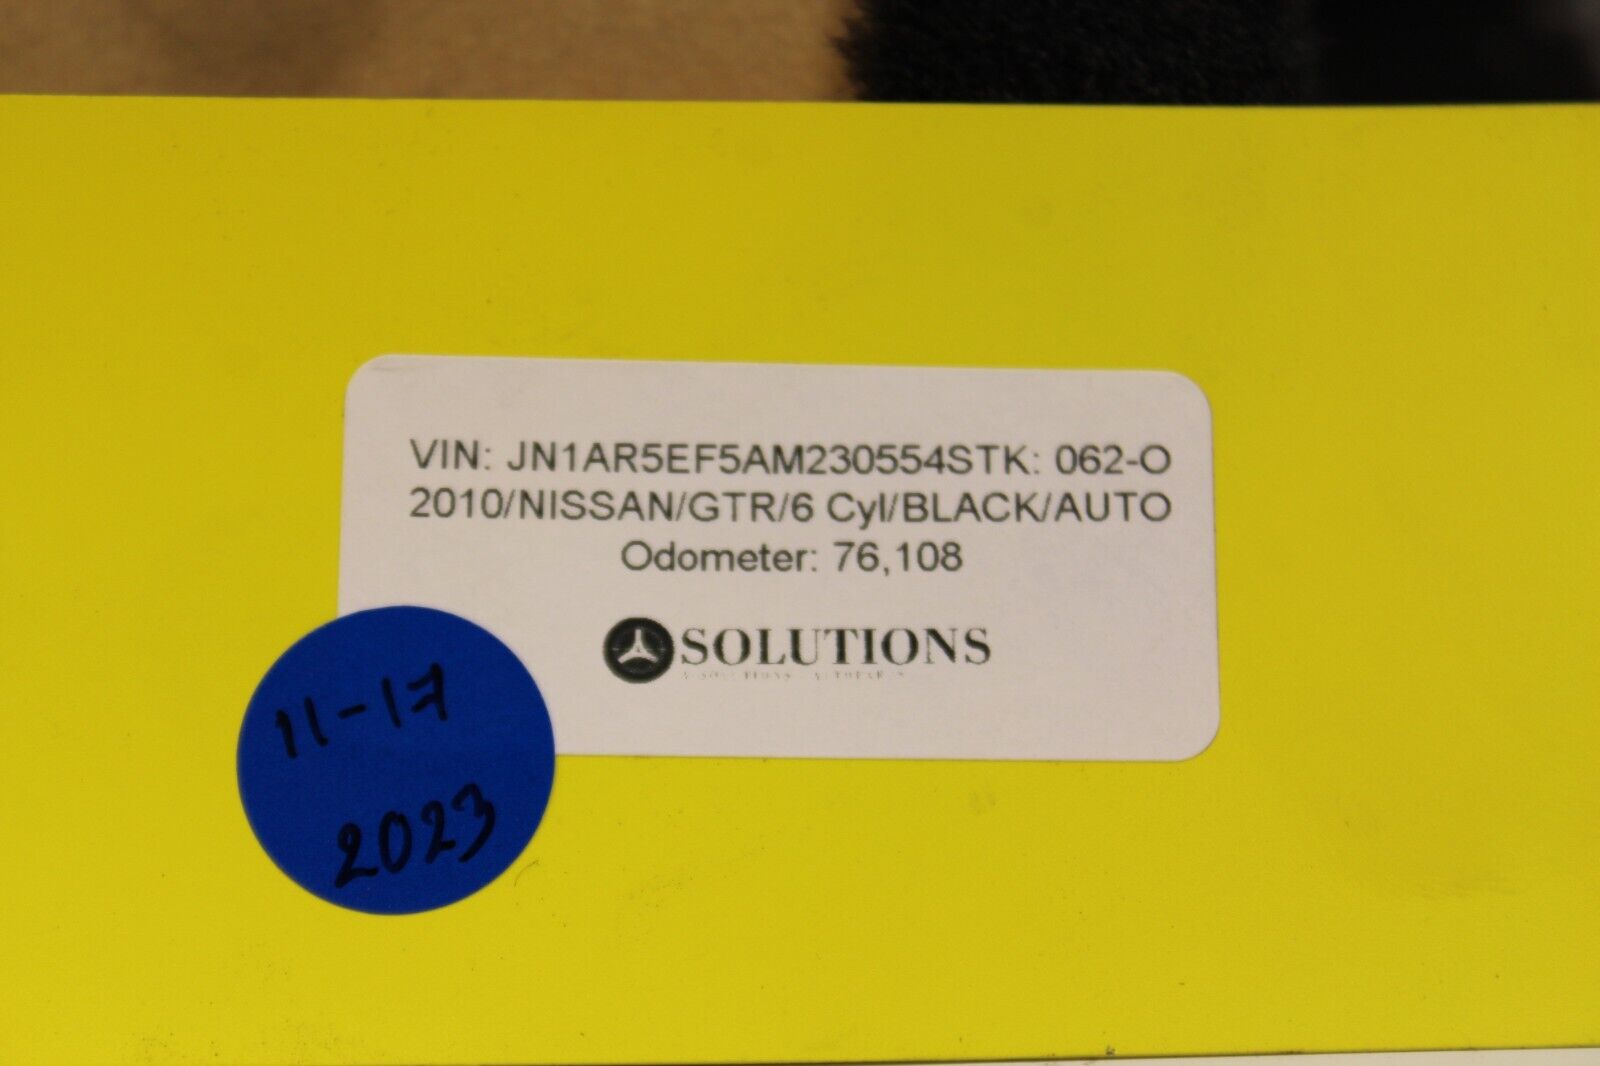 VIN: JN1AR5EF5AM230554STK: 062-O
2010/NISSAN/GTR/6 Cyl/BLACK/AUTO
Odometer: 76,108
SOLUTIONS
11-17
2023